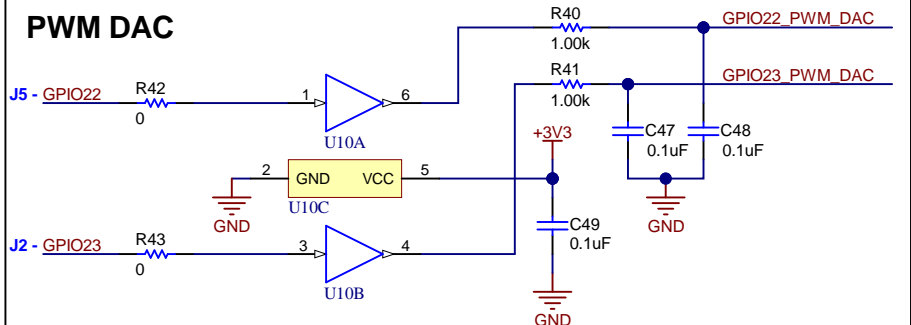 PWM DAC
R40
1.00k
GPIO22_PWM_DAC
R41
1.00k
GPIO23_PWM_DAC
J5 - GPIO22
R42
0
1
6
U10A
+3V3
C47
0.1uF
C48
0.1uF
2
GND
VCC
5
U10C
GND
GND
J2 - GPIO23
R43
0
3
4
U10B
C49
0.1uF
GND